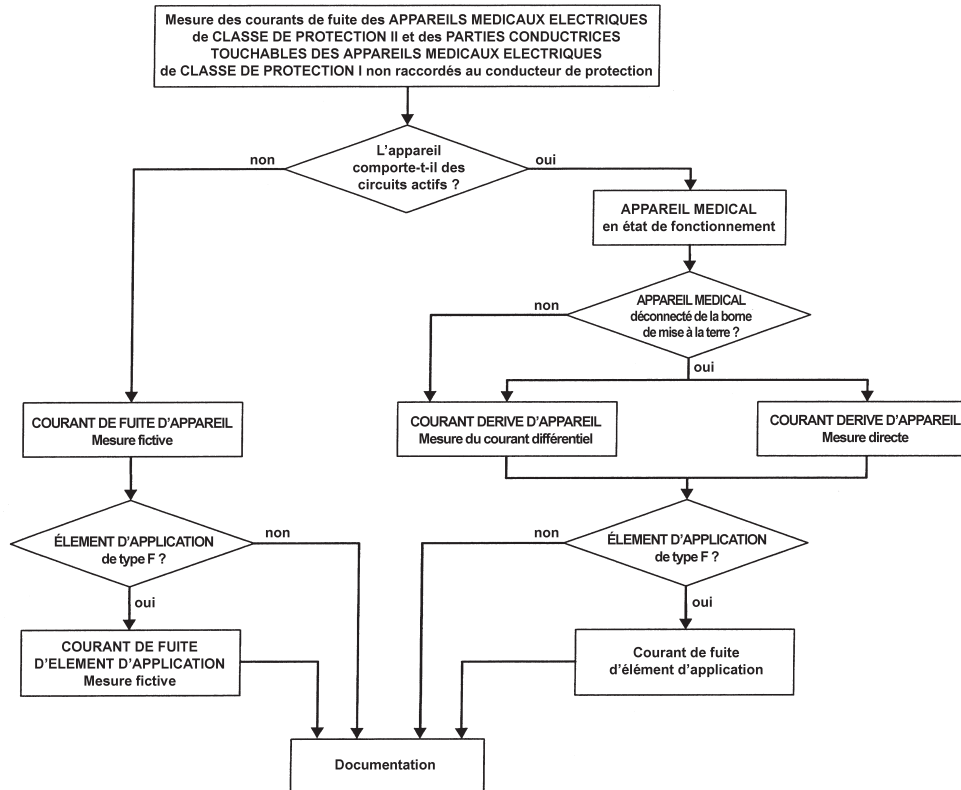 Mesure des courants de fuite des APPAREILS MEDICAUX ELECTRIQUES
de CLASSE DE PROTECTION II et des PARTIES CONDUCTRICES
TOUCHABLES DES APPAREILS MEDICAUX ELECTRIQUES
de CLASSE DE PROTECTION I non raccordés au conducteur de protection
L'appareil
comporte-t-il des
circuits actifs ?
non
oui
APPAREIL MEDICAL
en état de fonctionnement
APPAREIL MEDICAL
déconnecté de la borne
de mise à la terre ?
non
oui
COURANT DE FUITE D'APPAREIL
Mesure fictive
COURANT DERIVE D'APPAREIL
Mesure du courant différentiel
COURANT DERIVE D'APPAREIL
Mesure directe
ÉLEMENT D'APPLICATION
de type F ?
non
oui
ÉLEMENT D'APPLICATION
de type F ?
non
oui
COURANT DE FUITE
D'ELEMENT D'APPLICATION
Mesure fictive
Courant de fuite
d'élément d'application
Documentation